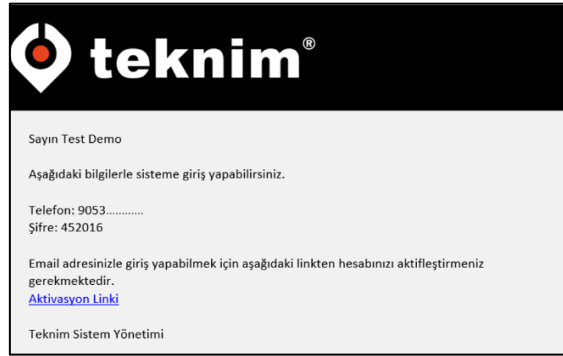 teknim®
Sayın Test Demo
Aşağıdaki bilgilerle sisteme giriş yapabilirsiniz.
Telefon: 9053............
Şifre: 452016
Email adresinizle giriş yapabilmek için aşağıdaki linkten hesabınızı aktifleştirmeniz
gerekmektedir.
Aktivasyon Linki
Teknim Sistem Yönetimi